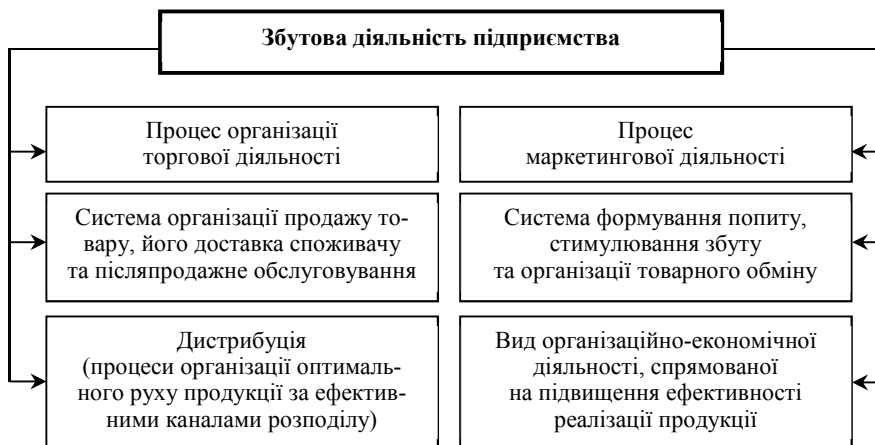 Збутова діяльність підприємства
Процес організації
торгової діяльності
Процес
маркетингової діяльності
Система організації продажу то-
вару, його доставка споживачу
та післяпродажне обслуговування
Система формування попиту,
стимулювання збуту
та організації товарного обміну
Дистрибуція
(процеси організації оптималь-
ного руху продукції за ефектив-
ними каналами розподілу)
Вид організаційно-економічної
діяльності, спрямованої
на підвищення ефективності
реалізації продукції